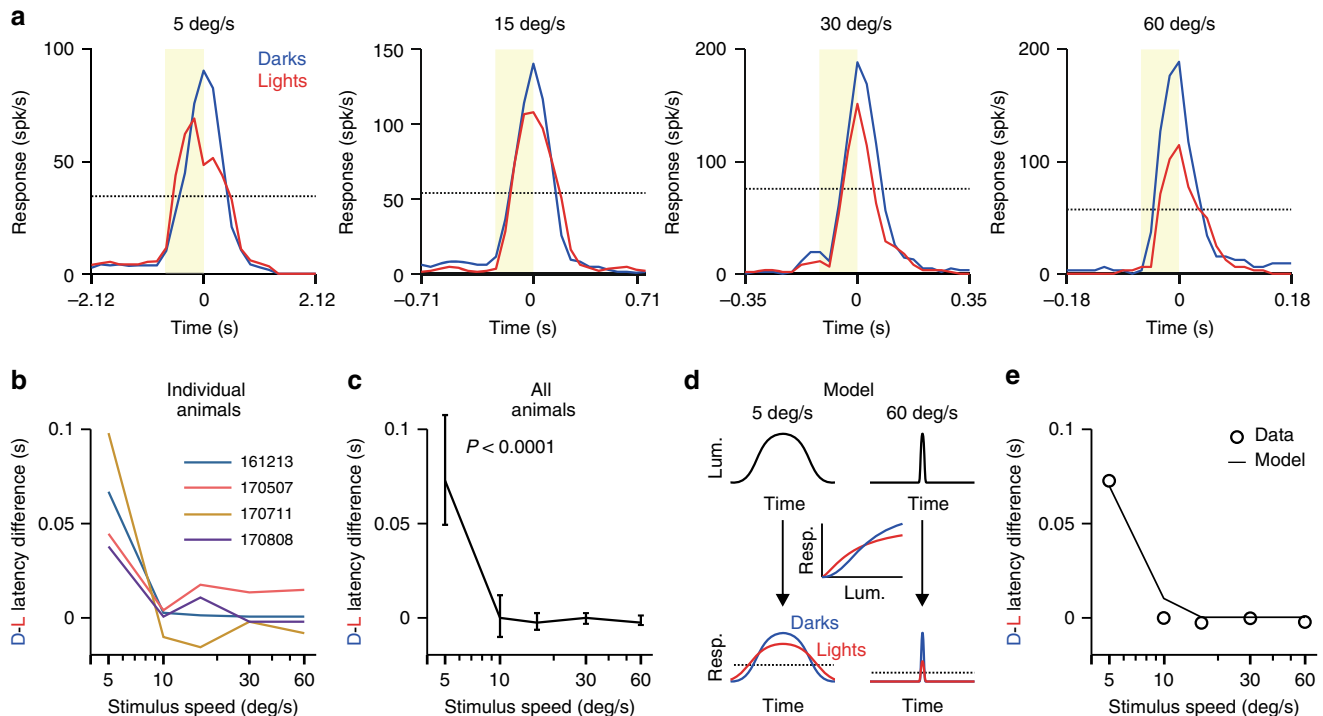 a
5 deg/s
15 deg/s
30 deg/s
60 deg/s
Response (spk/s)
100
50
0
Darks
Lights
−2.12
0
2.12
Time (s)
Response (spk/s)
150
100
50
0
−0.71
0
0.71
Time (s)
Response (spk/s)
200
100
0
−0.35
0
0.35
Time (s)
Response (spk/s)
200
100
0
−0.18
0
0.18
Time (s)
b
Individual
animals
D-L latency difference (s)
0.1
0.05
0
161213
170507
170711
170808
5
10
30
60
Stimulus speed (deg/s)
c
All
animals
D-L latency difference (s)
0.1
0.05
0
P < 0.0001
5
10
30
60
Stimulus speed (deg/s)
d
Model
5 deg/s
60 deg/s
Lum.
Time
Time
Resp.
Lum.
Darks
Lights
Resp.
Time
Time
e
D-L latency difference (s)
0.1
0.05
0
Data
Model
5
10
30
60
Stimulus speed (deg/s)